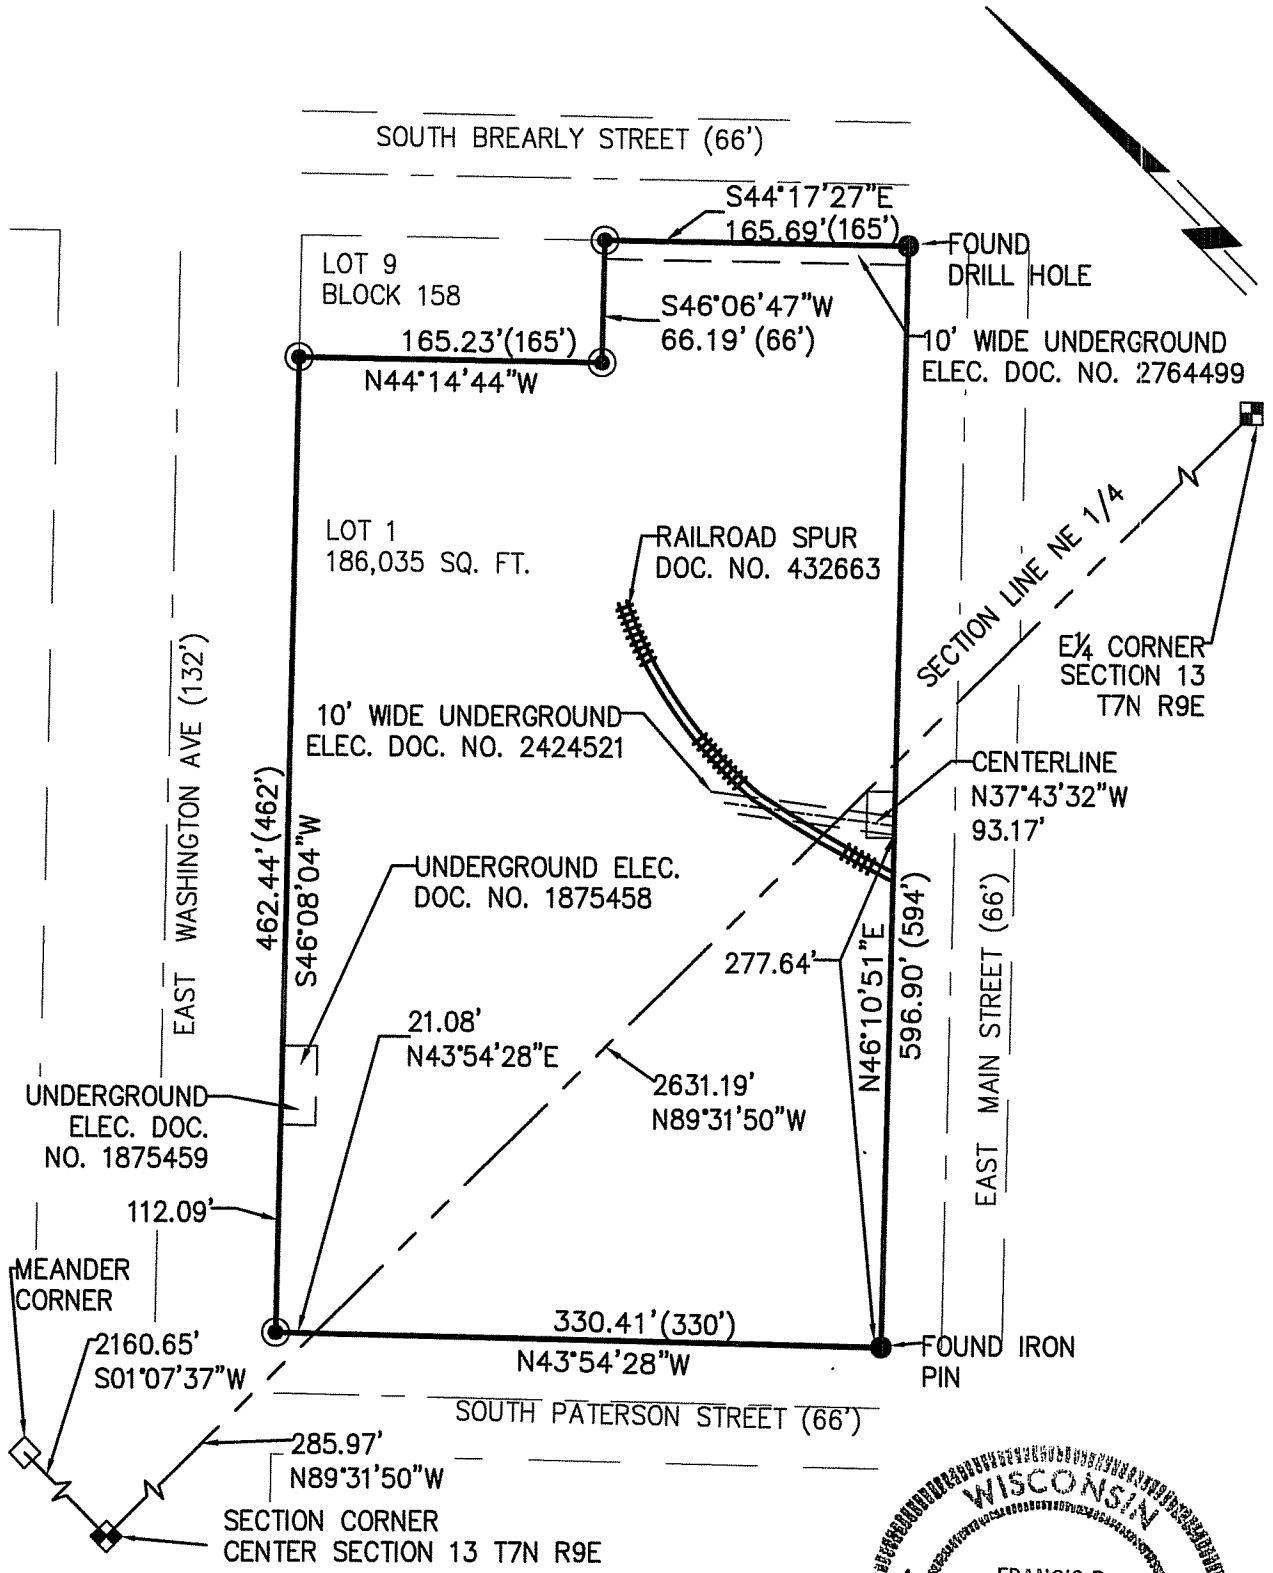 SOUTH BREARLY STREET (66')
S44°17'27"E
165.69'(165')
FOUND
DRILL HOLE
LOT 9
BLOCK 158
S46°06'47"W
66.19' (66')
165.23'(165')
N44°14'44"W
10' WIDE UNDERGROUND
ELEC. DOC. NO. 2764499
SECTION LINE NE 1/4
LOT 1
186,035 SQ. FT.
RAILROAD SPUR
DOC. NO. 432663
E¼ CORNER
SECTION 13
T7N R9E
EAST WASHINGTON AVE (132')
10' WIDE UNDERGROUND
ELEC. DOC. NO. 2424521
CENTERLINE
N37°43'32"W
93.17'
462.44' (462')
S46°08'04"W
UNDERGROUND ELEC.
DOC. NO. 1875458
277.64'
N46°10'51"E
596.90' (594')
EAST MAIN STREET (66')
21.08'
N43°54'28"E
2631.19'
N89°31'50"W
UNDERGROUND
ELEC. DOC.
NO. 1875459
112.09'
MEANDER
CORNER
2160.65'
S01°07'37"W
330.41'(330')
N43°54'28"W
FOUND IRON
PIN
SOUTH PATERSON STREET (66')
285.97'
N89°31'50"W
SECTION CORNER
CENTER SECTION 13 T7N R9E
WISCONSIN